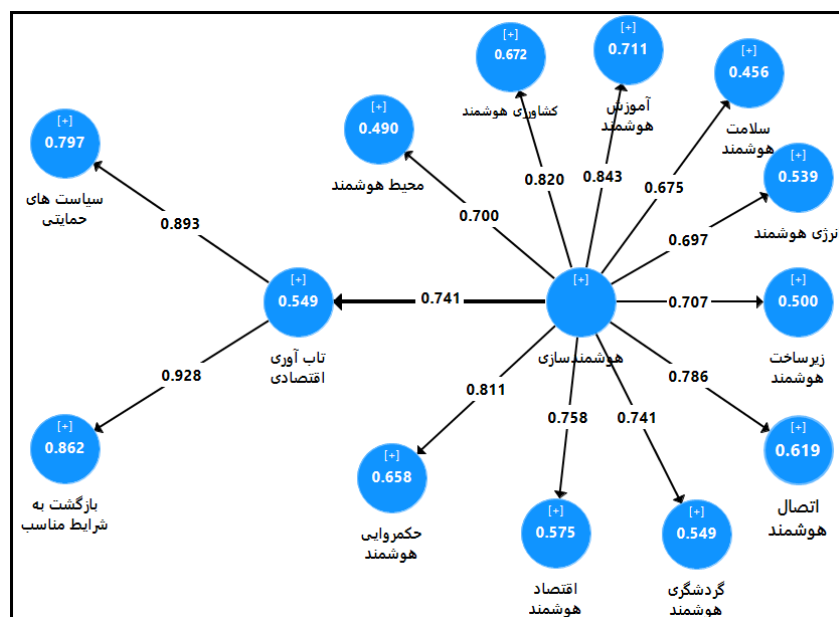 [+]
0.672
کشاوری هوشمند
[+]
0.711
آموزش
هوشمند
[+]
0.456
سلامت
هوشمند
[+]
0.490
محیط هوشمند
[+]
0.797
سیاست های
حمایتی
[+]
0.539
نرژی هوشمند
0.820
0.843
0.675
0.700
0.697
0.893
[+]
0.549
تاب آوری
اقتصادی
0.741
[+]
هوشمندسازی
0.707
[+]
0.500
زیرساخت
هوشمند
0.928
0.811
0.758
0.741
0.786
[+]
0.862
بازگشت به
شرایط مناسب
[+]
0.658
حکمروایی
هوشمند
[+]
0.575
اقتصاد
هوشمند
[+]
0.549
گردشگری
هوشمند
[+]
0.619
اتصال
هوشمند